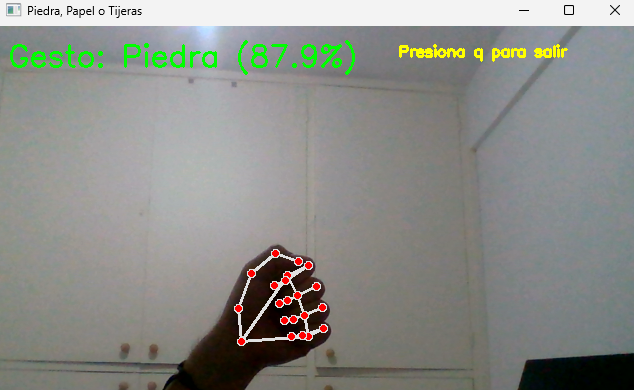 Piedra, Papel o Tijeras
Gesto: Piedra (87.9%)
Presiona q para salir